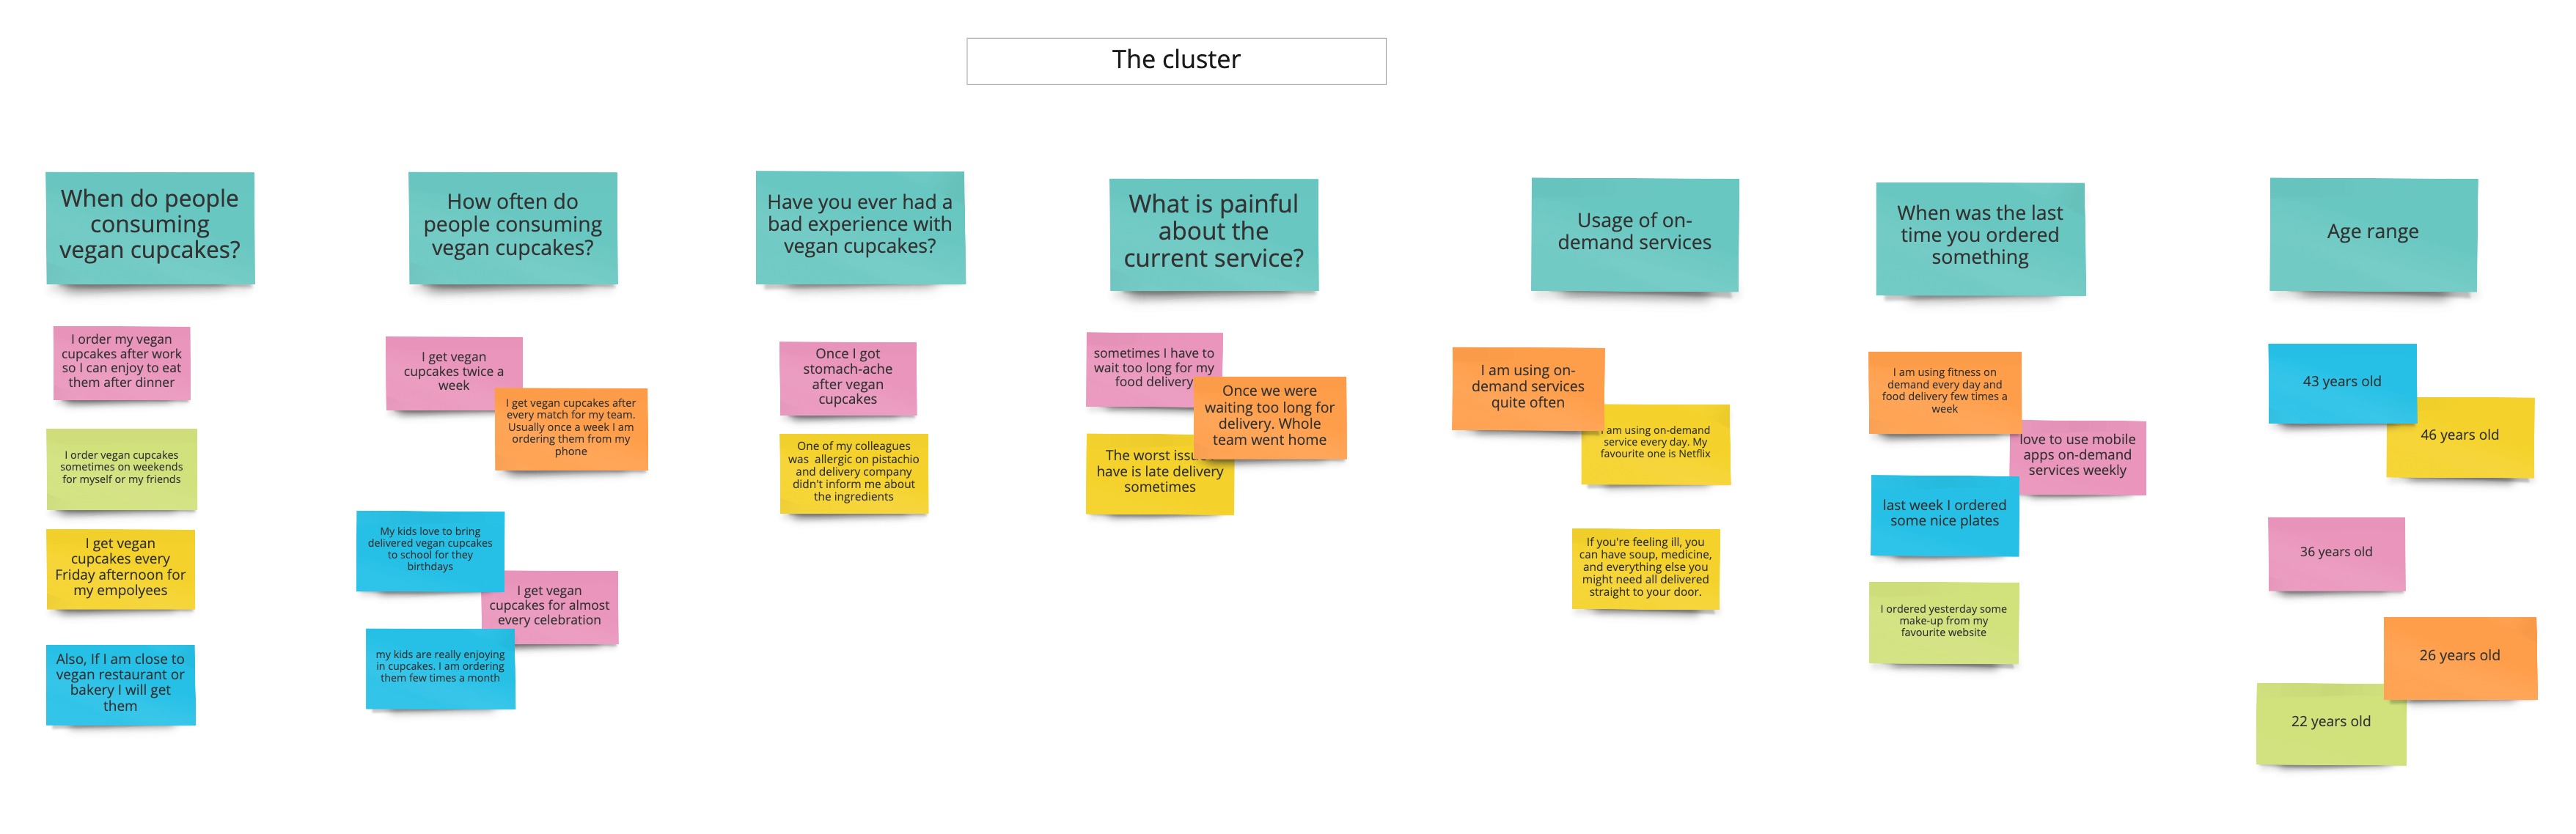 The cluster
When do people
consuming
vegan cupcakes?
I order my vegan
cupcakes after work
so I can enjoy to eat
them after dinner
I order vegan cupcakes
sometimes on weekends
for myself or my friends
I get vegan
cupcakes every
Friday afternoon for
my empolyees
Also, If I am close to
vegan restaurant or
bakery I will get
them
How often do
people consuming
vegan cupcakes?
I get vegan
cupcakes twice a
week
I get vegan cupcakes after
every match for my team.
Usually once a week I am
ordering them from my
phone
My kids love to bring
delivered vegan cupcakes
to school for they
birthdays
I get vegan
cupcakes for almost
every celebration
my kids are really enjoying
in cupcakes. I am ordering
them few times a month
Have you ever had a
bad experience with
vegan cupcakes?
Once I got
stomach-ache
after vegan
cupcakes
One of my colleagues
was allergic on pistachio
and delivery company
didn't inform me about
the ingredients
What is painful
about the
current service?
sometimes I have to
wait too long for my
food delivery
Once we were
waiting too long for
delivery. Whole
team went home
The worst
have is late delivery
sometimes
Usage of on-
demand services
I am using on-
demand services
quite often
am using on-demand
service every day. My
favourite one is Netflix
If you're feeling ill, you
can have soup, medicine,
and everything else you
might need all delivered
straight to your door.
When was the last
time you ordered
something
I am using fitness on
demand every day and
food delivery few times a
week
love to use mobile
apps on-demand
services weekly
last week I ordered
some nice plates
I ordered yesterday some
make-up from my
favourite website
Age range
43 years old
46 years old
36 years old
26 years old
22 years old